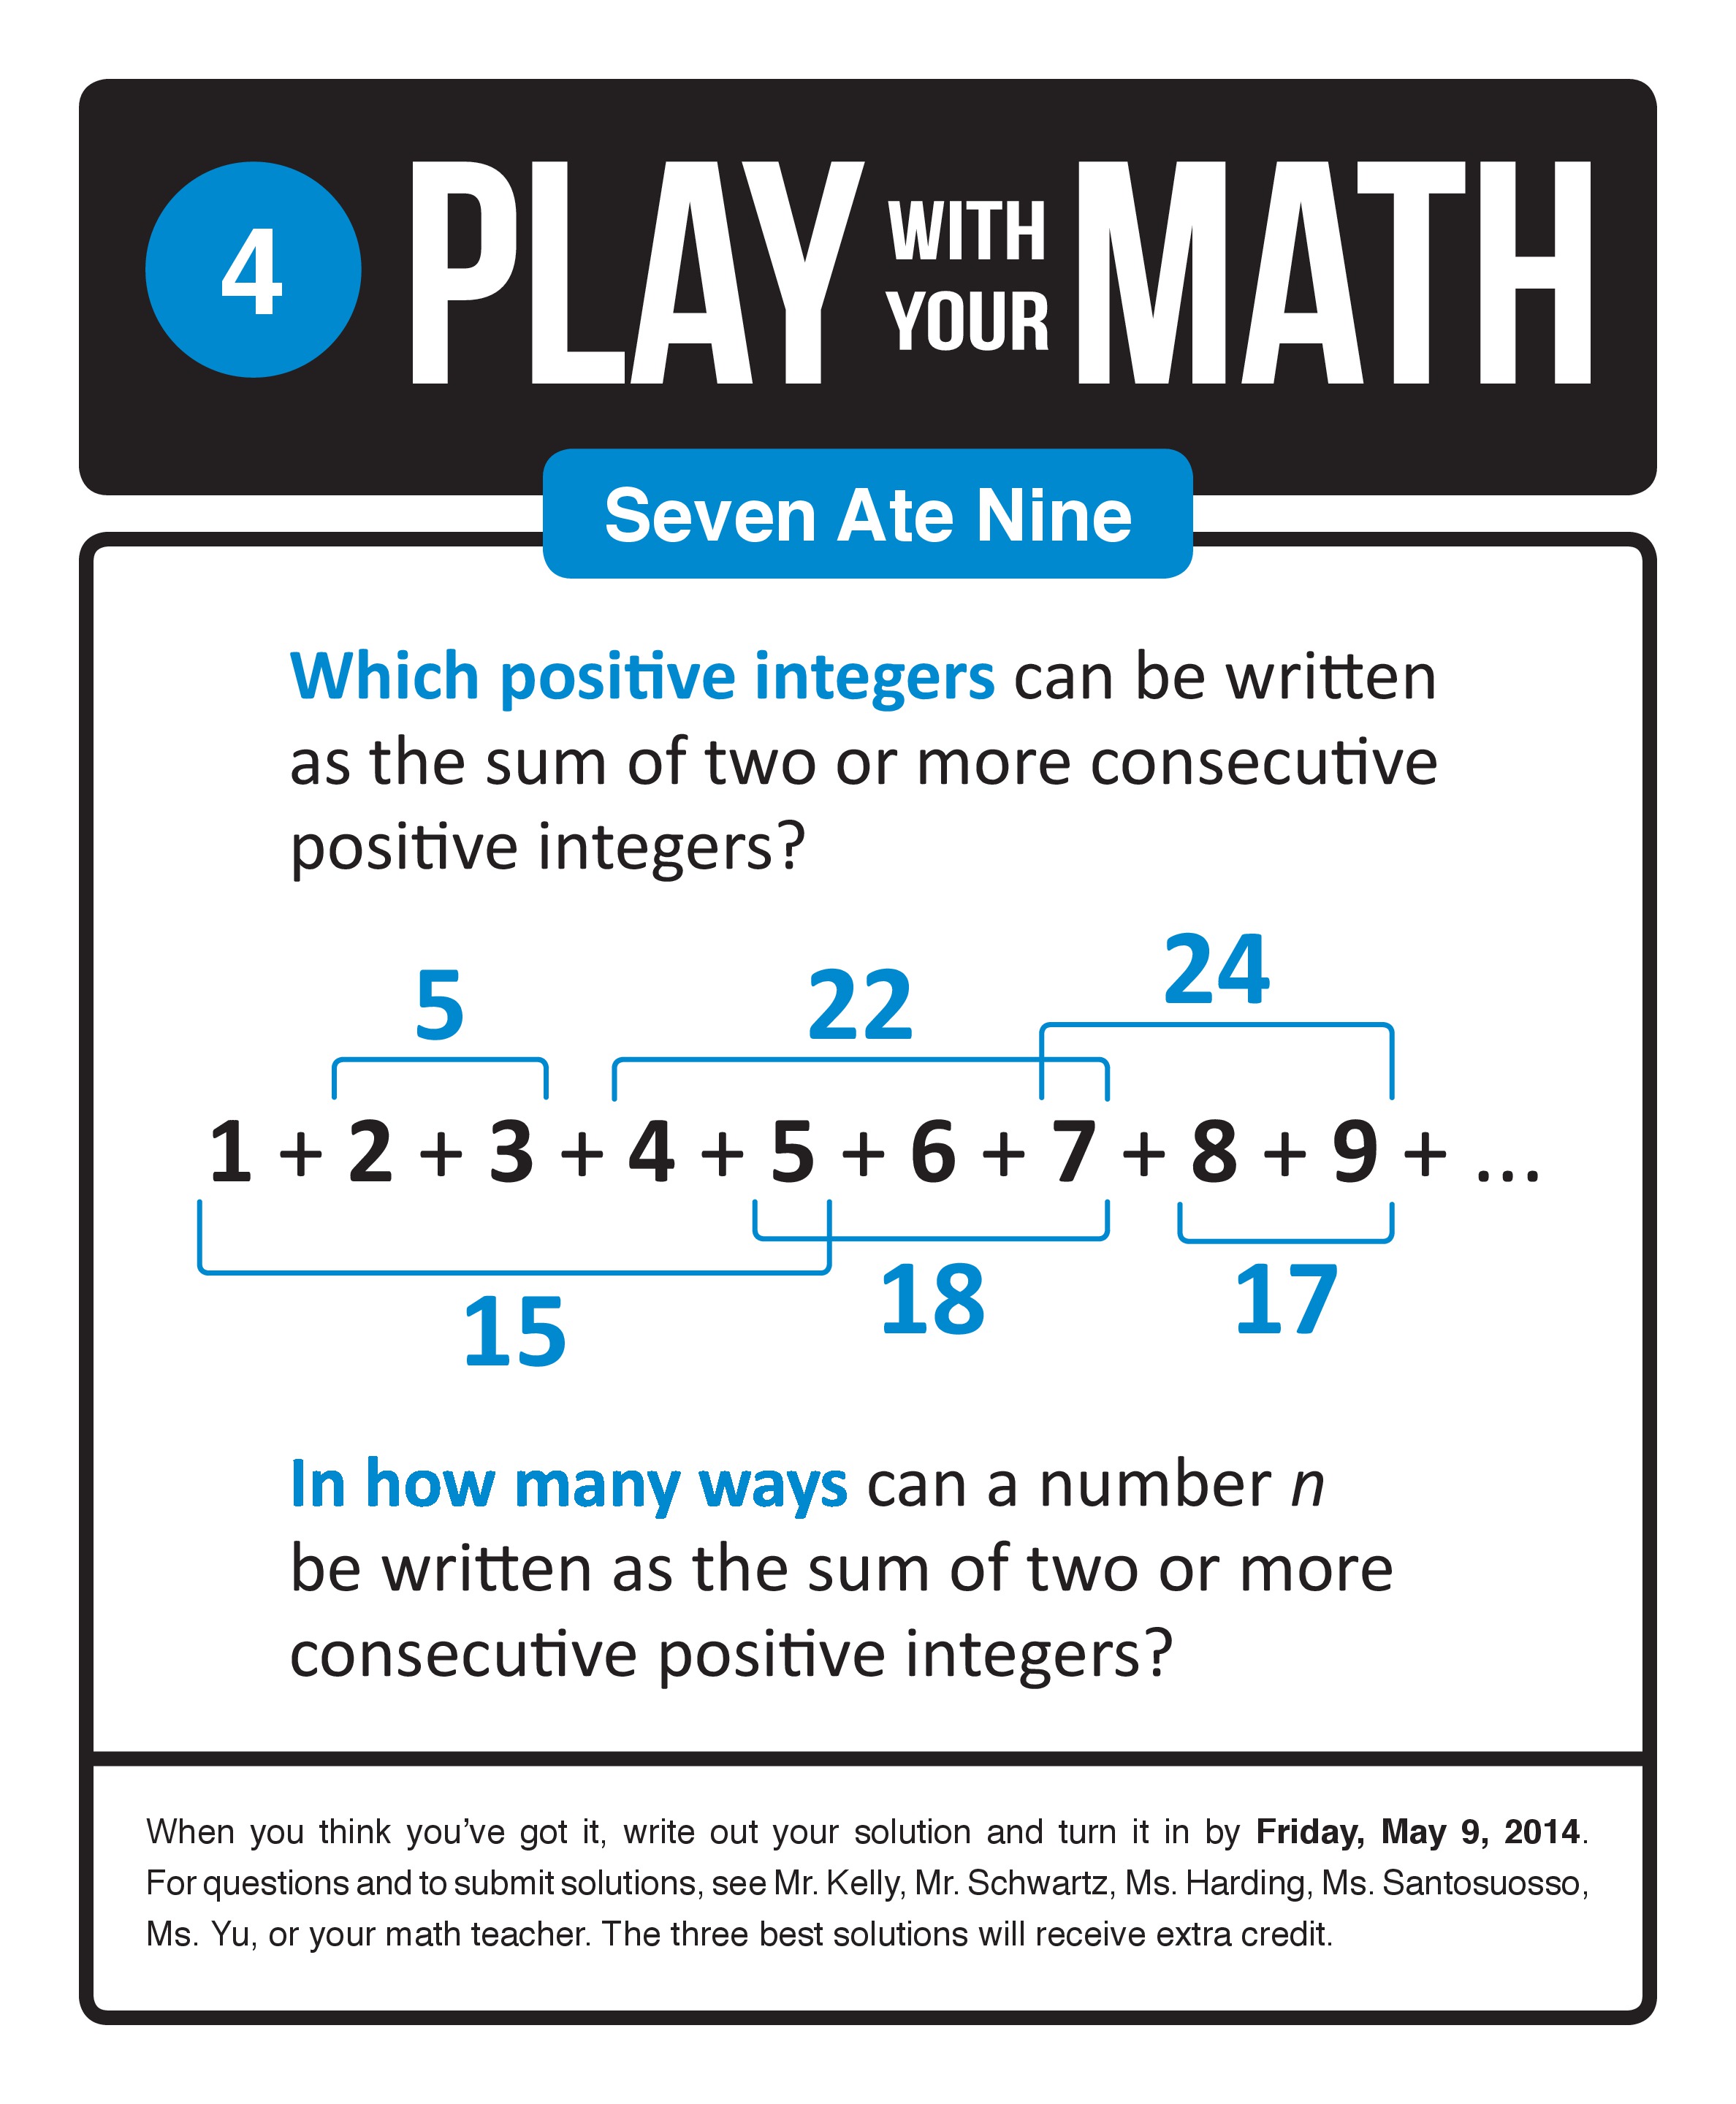 4
PLAY WITH YOUR MATH
Seven Ate Nine
Which positive integers can be written
as the sum of two or more consecutive
positive integers?
5 22 24
1 + 2 + 3 + 4 + 5 + 6 + 7 + 8 + 9 + ...
15 18 17
In how many ways can a number n
be written as the sum of two or more
consecutive positive integers?
When you think you’ve got it, write out your solution and turn it in by Friday, May 9, 2014.
For questions and to submit solutions, see Mr. Kelly, Mr. Schwartz, Ms. Harding, Ms. Santosuosso,
Ms. Yu, or your math teacher. The three best solutions will receive extra credit.